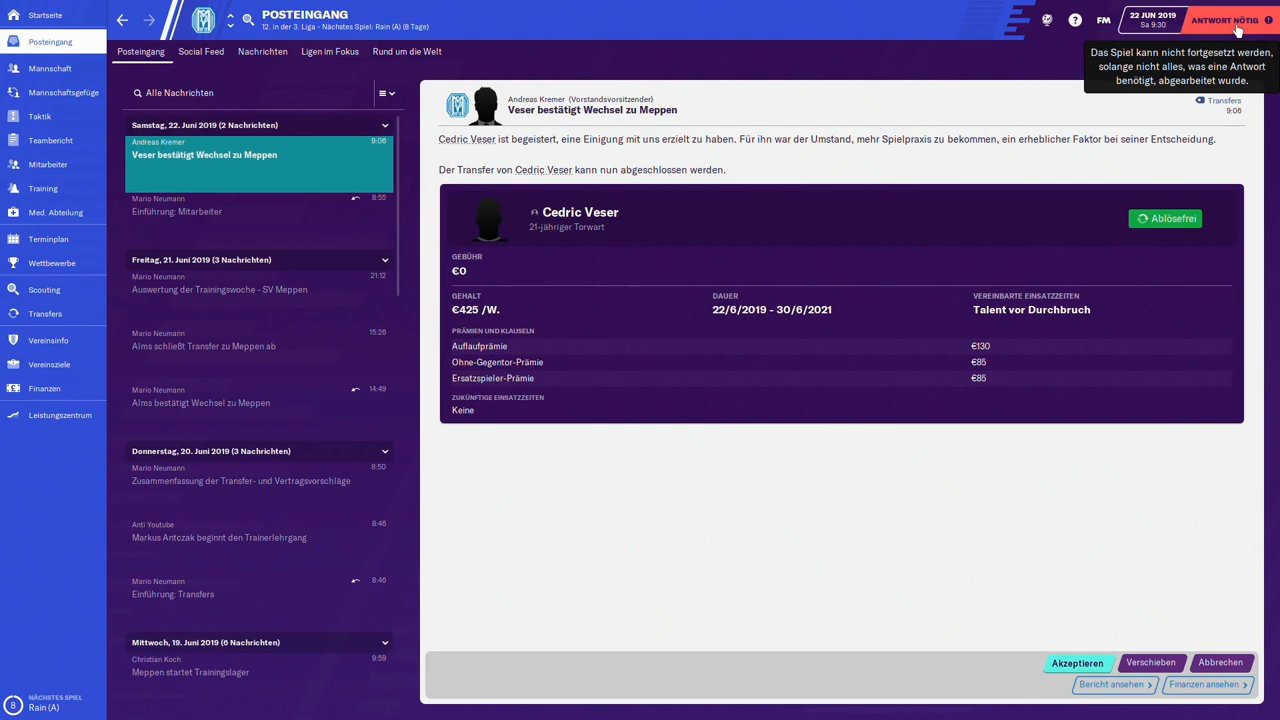 Startseite
Posteingang
Mannschaft
Mannschaftsgefüge
Taktik
Teambericht
Mitarbeiter
Training
Med. Abteilung
Terminplan
Wettbewerbe
Scouting
Transfers
Vereinsinfo
Vereinsziele
Finanzen
Leistungszentrum
8
NÄCHSTES SPIEL
Rain (A)
POSTEINGANG
12. in der 3. Liga - Nächstes Spiel: Rain (A) (8 Tage)
?
FM
22 JUN 2019
Sa 9:30
ANTWORT NÖTIG
Das Spiel kann nicht fortgesetzt werden,
solange nicht alles, was eine Antwort
benötigt, abgearbeitet wurde.
Posteingang
Social Feed
Nachrichten
Ligen im Fokus
Rund um die Welt
Alle Nachrichten
Samstag, 22. Juni 2019 (2 Nachrichten)
Andreas Kremer 9:06
Veser bestätigt Wechsel zu Meppen
Mario Neumann 8:55
Einführung: Mitarbeiter
Freitag, 21. Juni 2019 (3 Nachrichten)
Mario Neumann 21:12
Auswertung der Trainingswoche - SV Meppen
Mario Neumann 15:26
Alms schließt Transfer zu Meppen ab
Mario Neumann 14:49
Alms bestätigt Wechsel zu Meppen
Donnerstag, 20. Juni 2019 (3 Nachrichten)
Mario Neumann 8:50
Zusammenfassung der Transfer- und Vertragsvorschläge
Anti Youtube 8:46
Markus Antczak beginnt den Trainerlehrgang
Mario Neumann 8:46
Einführung: Transfers
Mittwoch, 19. Juni 2019 (6 Nachrichten)
Christian Koch 9:59
Meppen startet Trainingslager
Andreas Kremer (Vorstandsvorsitzender)
Veser bestätigt Wechsel zu Meppen
Transfers
9:06
Cedric Veser ist begeistert, eine Einigung mit uns erzielt zu haben. Für ihn war der Umstand, mehr Spielpraxis zu bekommen, ein erheblicher Faktor bei seiner Entscheidung.
Der Transfer von Cedric Veser kann nun abgeschlossen werden.
Cedric Veser
21-jähriger Torwart
Ablösefrei
GEBÜHR
€0
GEHALT DAUER VEREINBARTE EINSATZZEITEN
€425 /W. 22/6/2019 - 30/6/2021 Talent vor Durchbruch
PRÄMIEN UND KLAUSELN
Auflaufprämie €130
Ohne-Gegentor-Prämie €85
Ersatzspieler-Prämie €85
ZUKÜNFTIGE EINSATZZEITEN
Keine
Akzeptieren
Verschieben
Abbrechen
Bericht ansehen
Finanzen ansehen